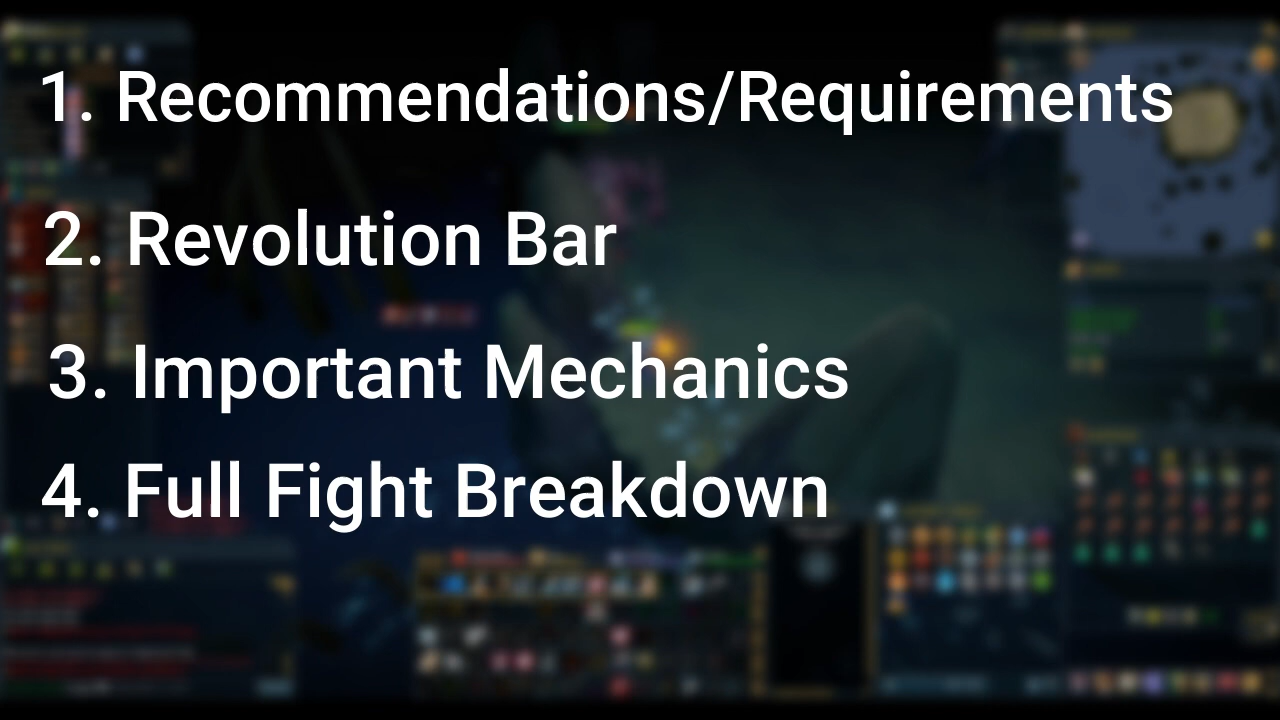 1. Recommendations/Requirements
2. Revolution Bar
3. Important Mechanics
4. Full Fight Breakdown